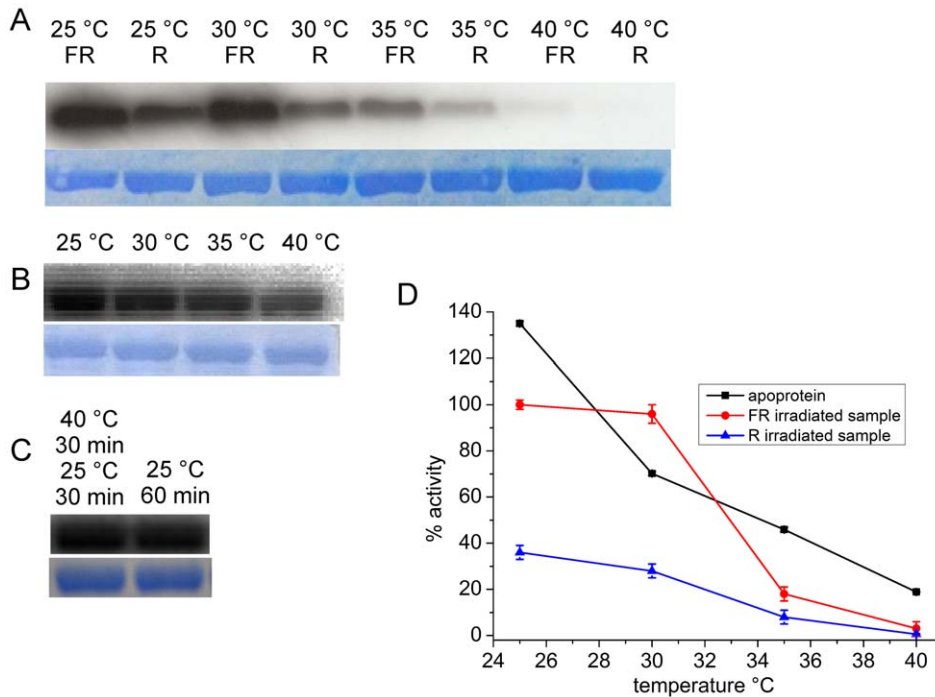 A
25 °C 25 °C 30 °C 30 °C 35 °C 35 °C 40 °C 40 °C
FR R FR R FR R FR R
B
25 °C 30 °C 35 °C 40 °C
C
40 °C
30 min
25 °C 25 °C
30 min 60 min
D
140
120
100
80
60
40
20
0
% activity
apoprotein
FR irradiated sample
R irradiated sample
24 26 28 30 32 34 36 38 40
temperature °C